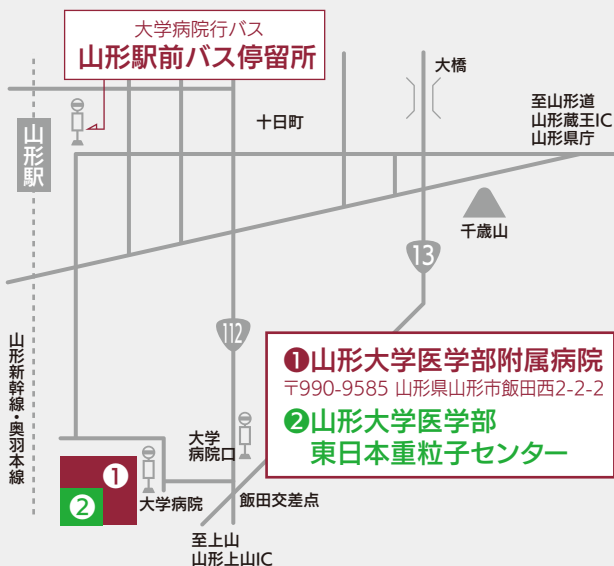 大学病院行バス
山形駅前バス停留所
大橋
十日町
至山形道
山形蔵王IC
山形県庁
山形駅
千歳山
13
112
山形新幹線・奥羽本線
❶山形大学医学部附属病院
〒990-9585 山形県山形市飯田西2-2-2
❷山形大学医学部
東日本重粒子センター
大学
病院口
❶
❷
大学病院
飯田交差点
至上山
山形上山IC